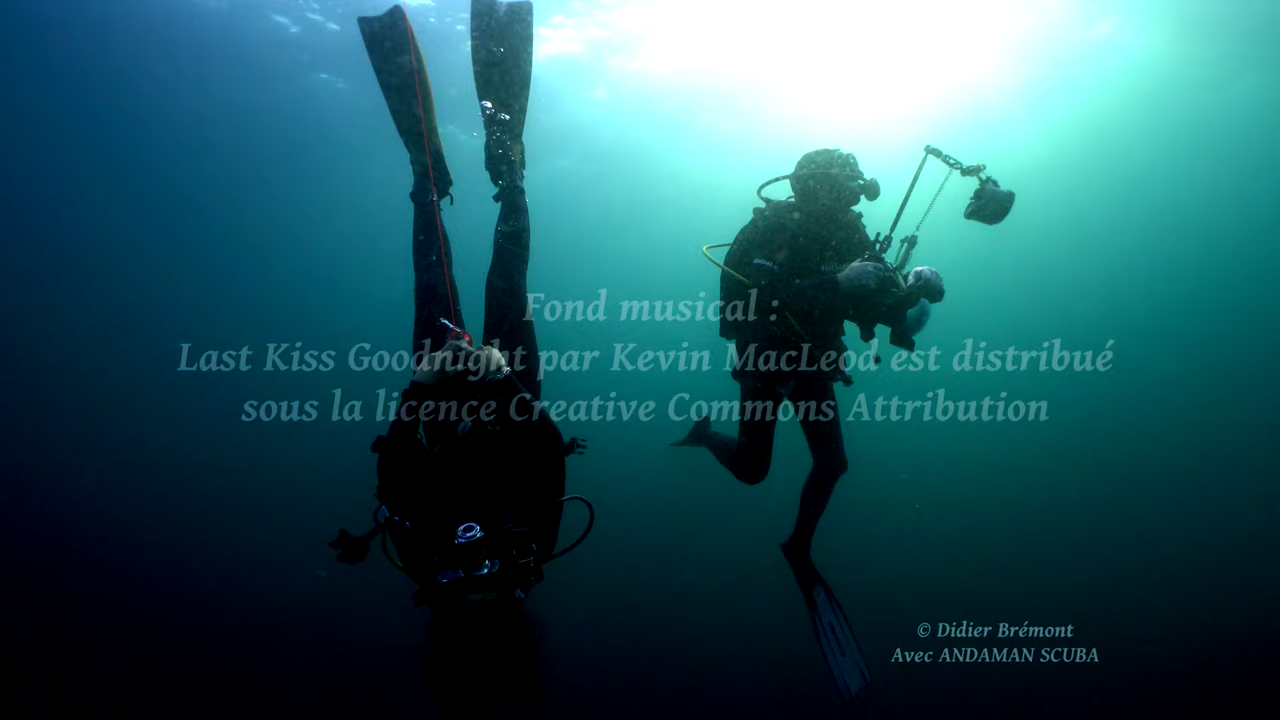 Fond musical :
Last Kiss Goodnight par Kevin MacLeod est distribué
sous la licence Creative Commons Attribution
© Didier Brémont
Avec ANDAMAN SCUBA